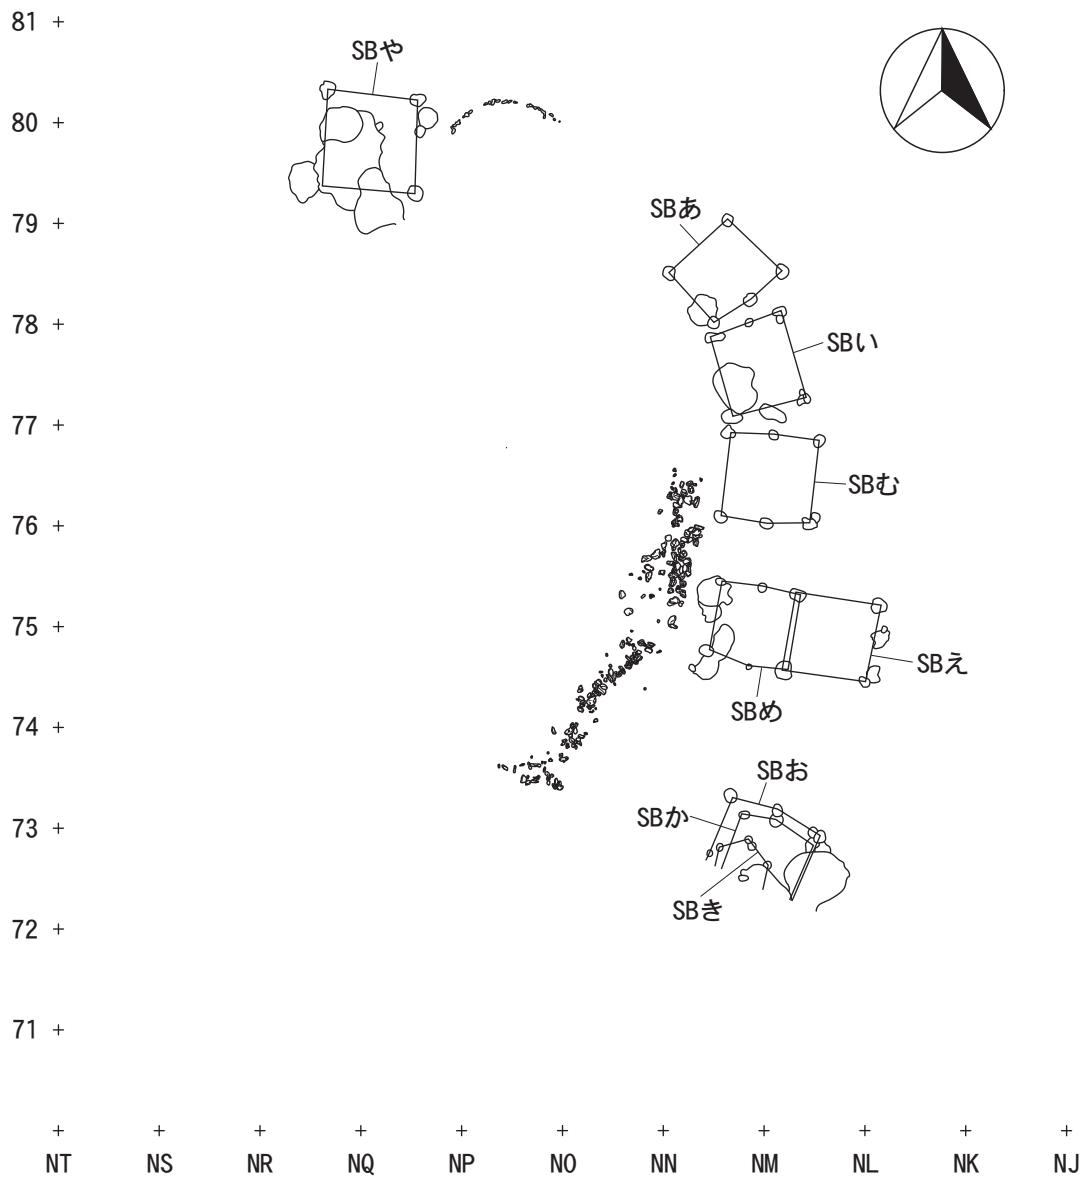 81
SBや
80
79
SBあ
78
SBい
77
SBむ
76
75
SBえ
SBめ
74
SBお
SBか
73
SBき
72
71
NT NS NR NQ NP NO NN NM NL NK NJ